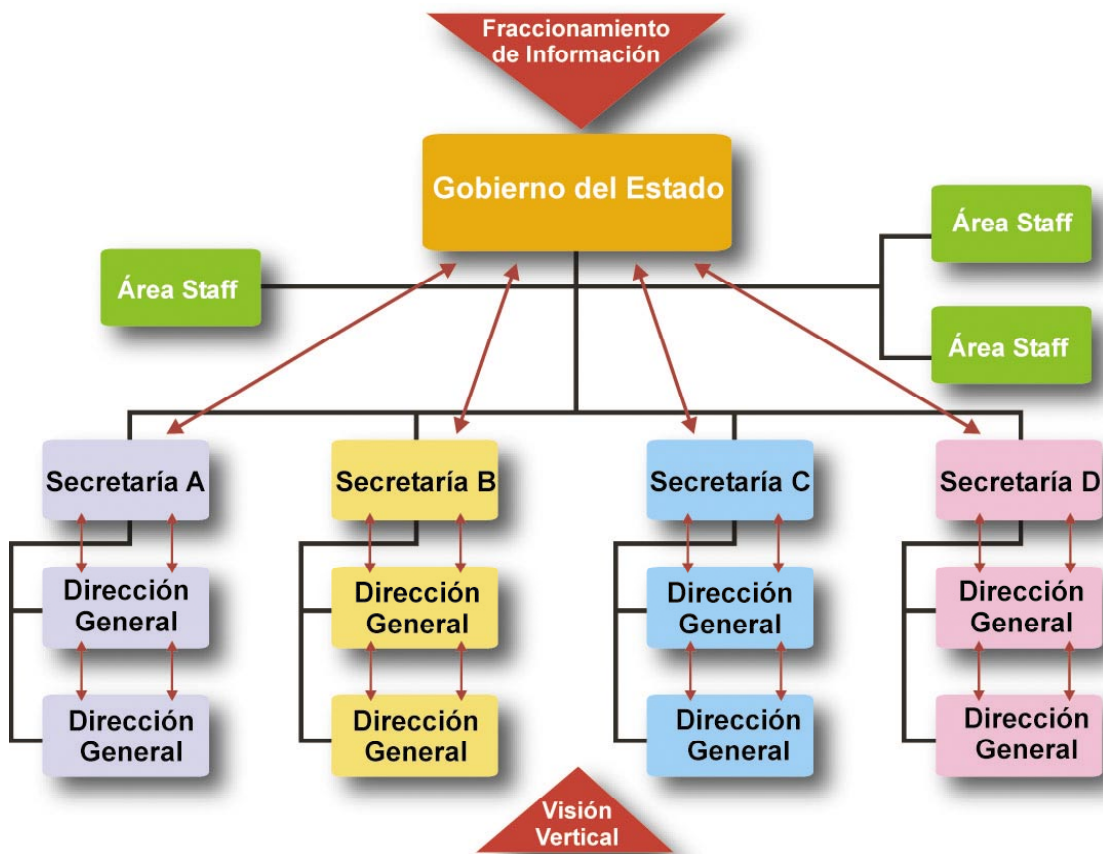 Fraccionamiento
de Información
Gobierno del Estado
Área Staff
Área Staff
Área Staff
Secretaría A
Secretaría B
Secretaría C
Secretaría D
Dirección
General
Dirección
General
Dirección
General
Dirección
General
Dirección
General
Dirección
General
Dirección
General
Dirección
General
Visión
Vertical